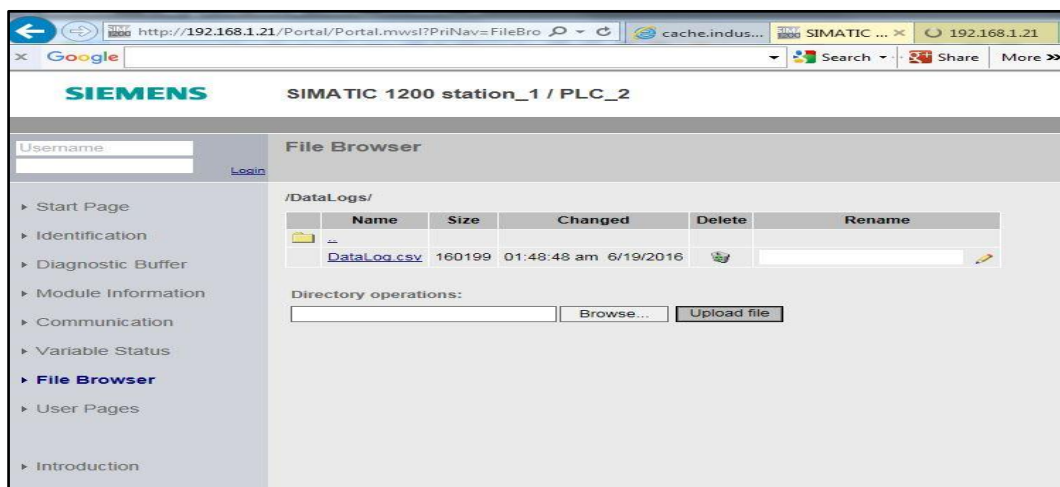 http://192.168.1.21/Portal/Portal.mwsl?PriNav=FileBro
cache.indus...
SIMATIC ...
192.168.1.21
Google
Search
Share
More »
SIEMENS
SIMATIC 1200 station_1 / PLC_2
Username
Login
File Browser
Start Page
Identification
Diagnostic Buffer
Module Information
Communication
Variable Status
File Browser
User Pages
Introduction
/DataLogs/
Name Size Changed Delete Rename
..
DataLog.csv 160199 01:48:48 am 6/19/2016
Directory operations:
Browse... Upload file